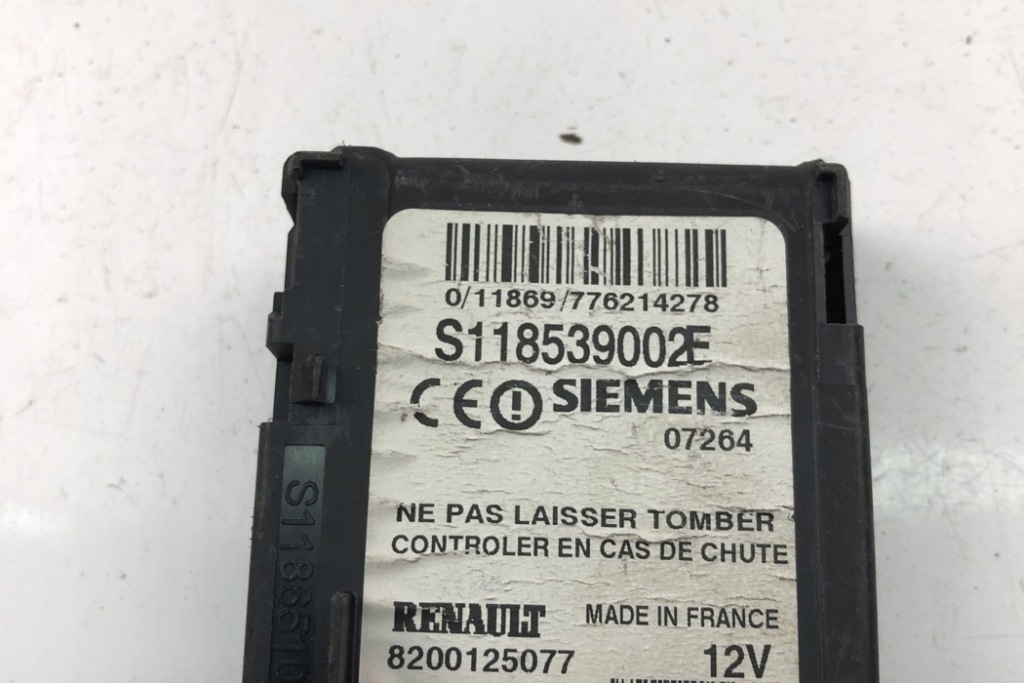 0/11869/776214278
S118539002E
CE SIEMENS
07264
NE PAS LAISSER TOMBER
CONTROLER EN CAS DE CHUTE
RENAULT MADE IN FRANCE
8200125077 12V